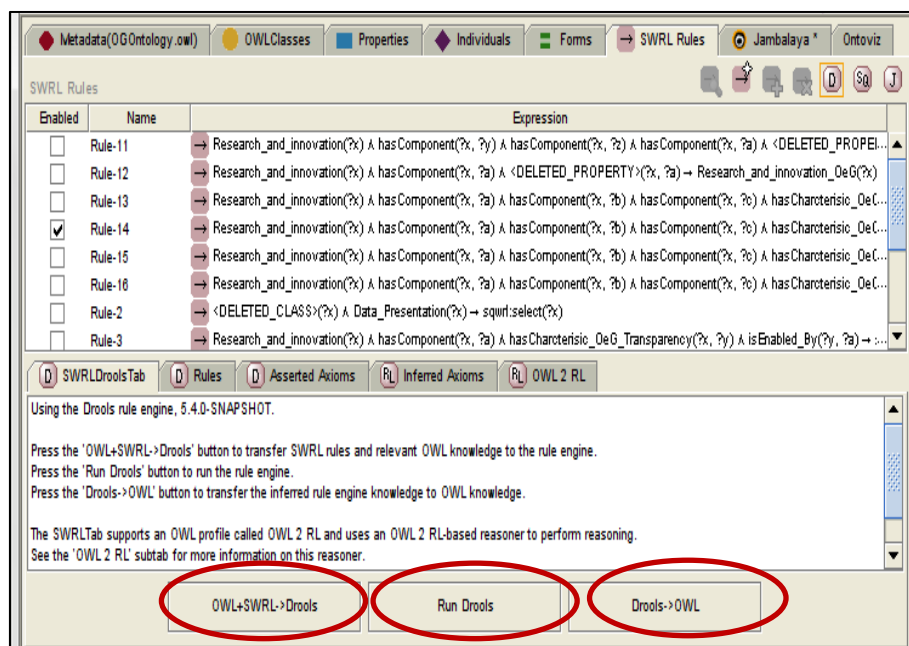 Metadata(OGOntology.owl) OWLClasses Properties Individuals Forms SWRL Rules Jambalaya * Ontoviz
SWRL Rules D SQ J
Enabled Name Expression
Rule-11 → Research_and_innovation(?x) ∧ hasComponent(?x, ?y) ∧ hasComponent(?x, ?z) ∧ hasComponent(?x, ?a) ∧ <DELETED_PROPE...
Rule-12 → Research_and_innovation(?x) ∧ hasComponent(?x, ?a) ∧ <DELETED_PROPERTY>(?x, ?a) → Research_and_innovation_OeG(?x)
Rule-13 → Research_and_innovation(?x) ∧ hasComponent(?x, ?a) ∧ hasComponent(?x, ?b) ∧ hasComponent(?x, ?c) ∧ hasCharcterisic_OeG...
Rule-14 → Research_and_innovation(?x) ∧ hasComponent(?x, ?a) ∧ hasComponent(?x, ?b) ∧ hasComponent(?x, ?c) ∧ hasCharcterisic_OeG...
Rule-15 → Research_and_innovation(?x) ∧ hasComponent(?x, ?a) ∧ hasComponent(?x, ?b) ∧ hasComponent(?x, ?c) ∧ hasCharcterisic_OeG...
Rule-16 → Research_and_innovation(?x) ∧ hasComponent(?x, ?a) ∧ hasComponent(?x, ?b) ∧ hasComponent(?x, ?c) ∧ hasCharcterisic_OeG...
Rule-2 → <DELETED_CLASS>(?x) ∧ Data_Presentation(?x) → sqwrl:select(?x)
Rule-3 → Research_and_innovation(?x) ∧ hasComponent(?x, ?a) ∧ hasCharcterisic_OeG_Transparency(?x, ?y) ∧ isEnabled_By(?y, ?a) → :...
D SWRLDroolsTab D Rules D Asserted Axioms RL Inferred Axioms RL OWL 2 RL
Using the Drools rule engine, 5.4.0-SNAPSHOT.
Press the 'OWL+SWRL->Drools' button to transfer SWRL rules and relevant OWL knowledge to the rule engine.
Press the 'Run Drools' button to run the rule engine.
Press the 'Drools->OWL' button to transfer the inferred rule engine knowledge to OWL knowledge.
The SWRLTab supports an OWL profile called OWL 2 RL and uses an OWL 2 RL-based reasoner to perform reasoning.
See the 'OWL 2 RL' subtab for more information on this reasoner.
OWL+SWRL->Drools Run Drools Drools->OWL